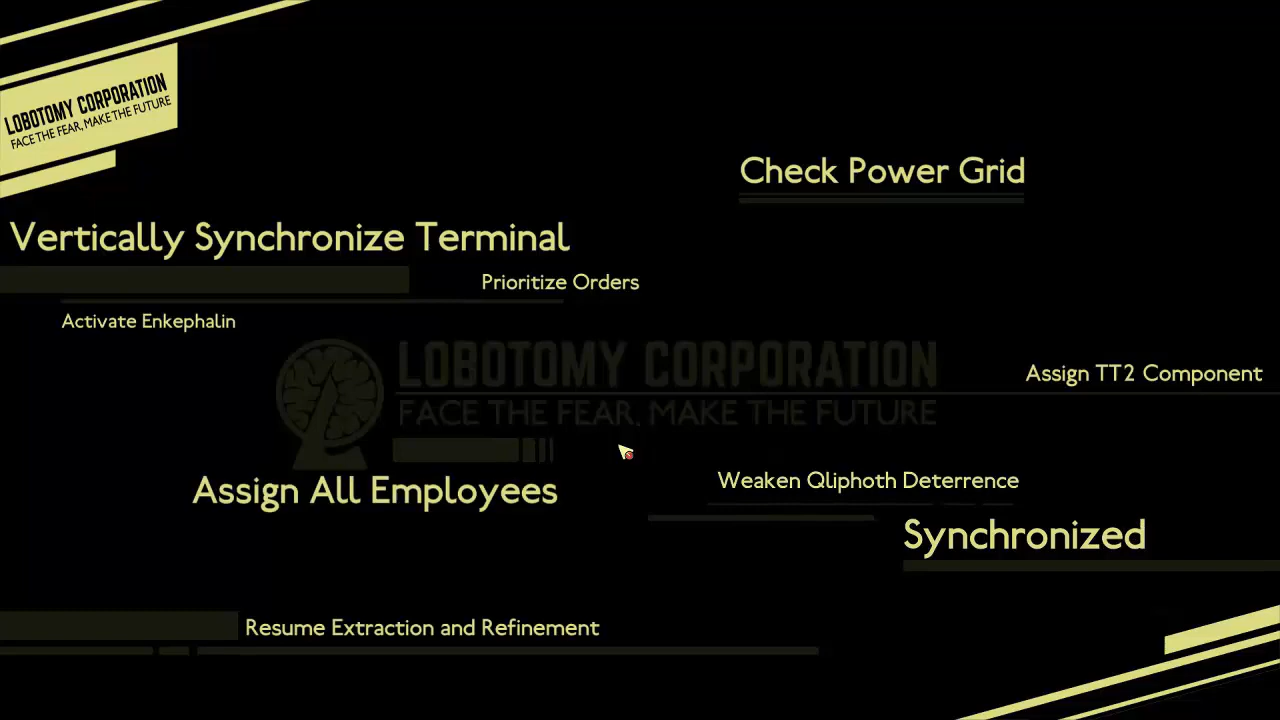 LOBOTOMY CORPORATION
FACE THE FEAR, MAKE THE FUTURE
Check Power Grid
Vertically Synchronize Terminal
Prioritize Orders
Activate Enkephalin
LOBOTOMY CORPORATION
Assign TT2 Component
FACE THE FEAR, MAKE THE FUTURE
Weaken Qliphoth Deterrence
Assign All Employees
Synchronized
Resume Extraction and Refinement